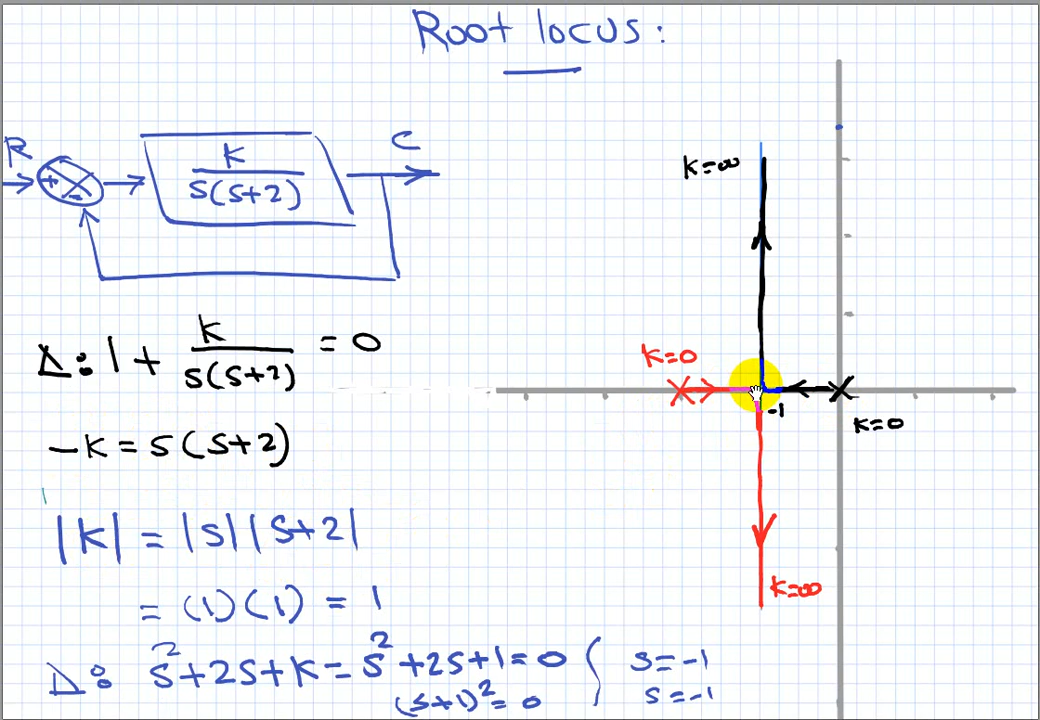 Root locus:
R + - K / s(s+2) C
K=∞
Δ: 1 + K / s(s+2) = 0
K=0
-1
K=0
-K = s(s+2)
|K| = |s| |s+2|
K=∞
= (1)(1) = 1
Δ: s² + 2s + K = s² + 2s + 1 = 0 { s = -1
(s+1)² = 0 s = -1